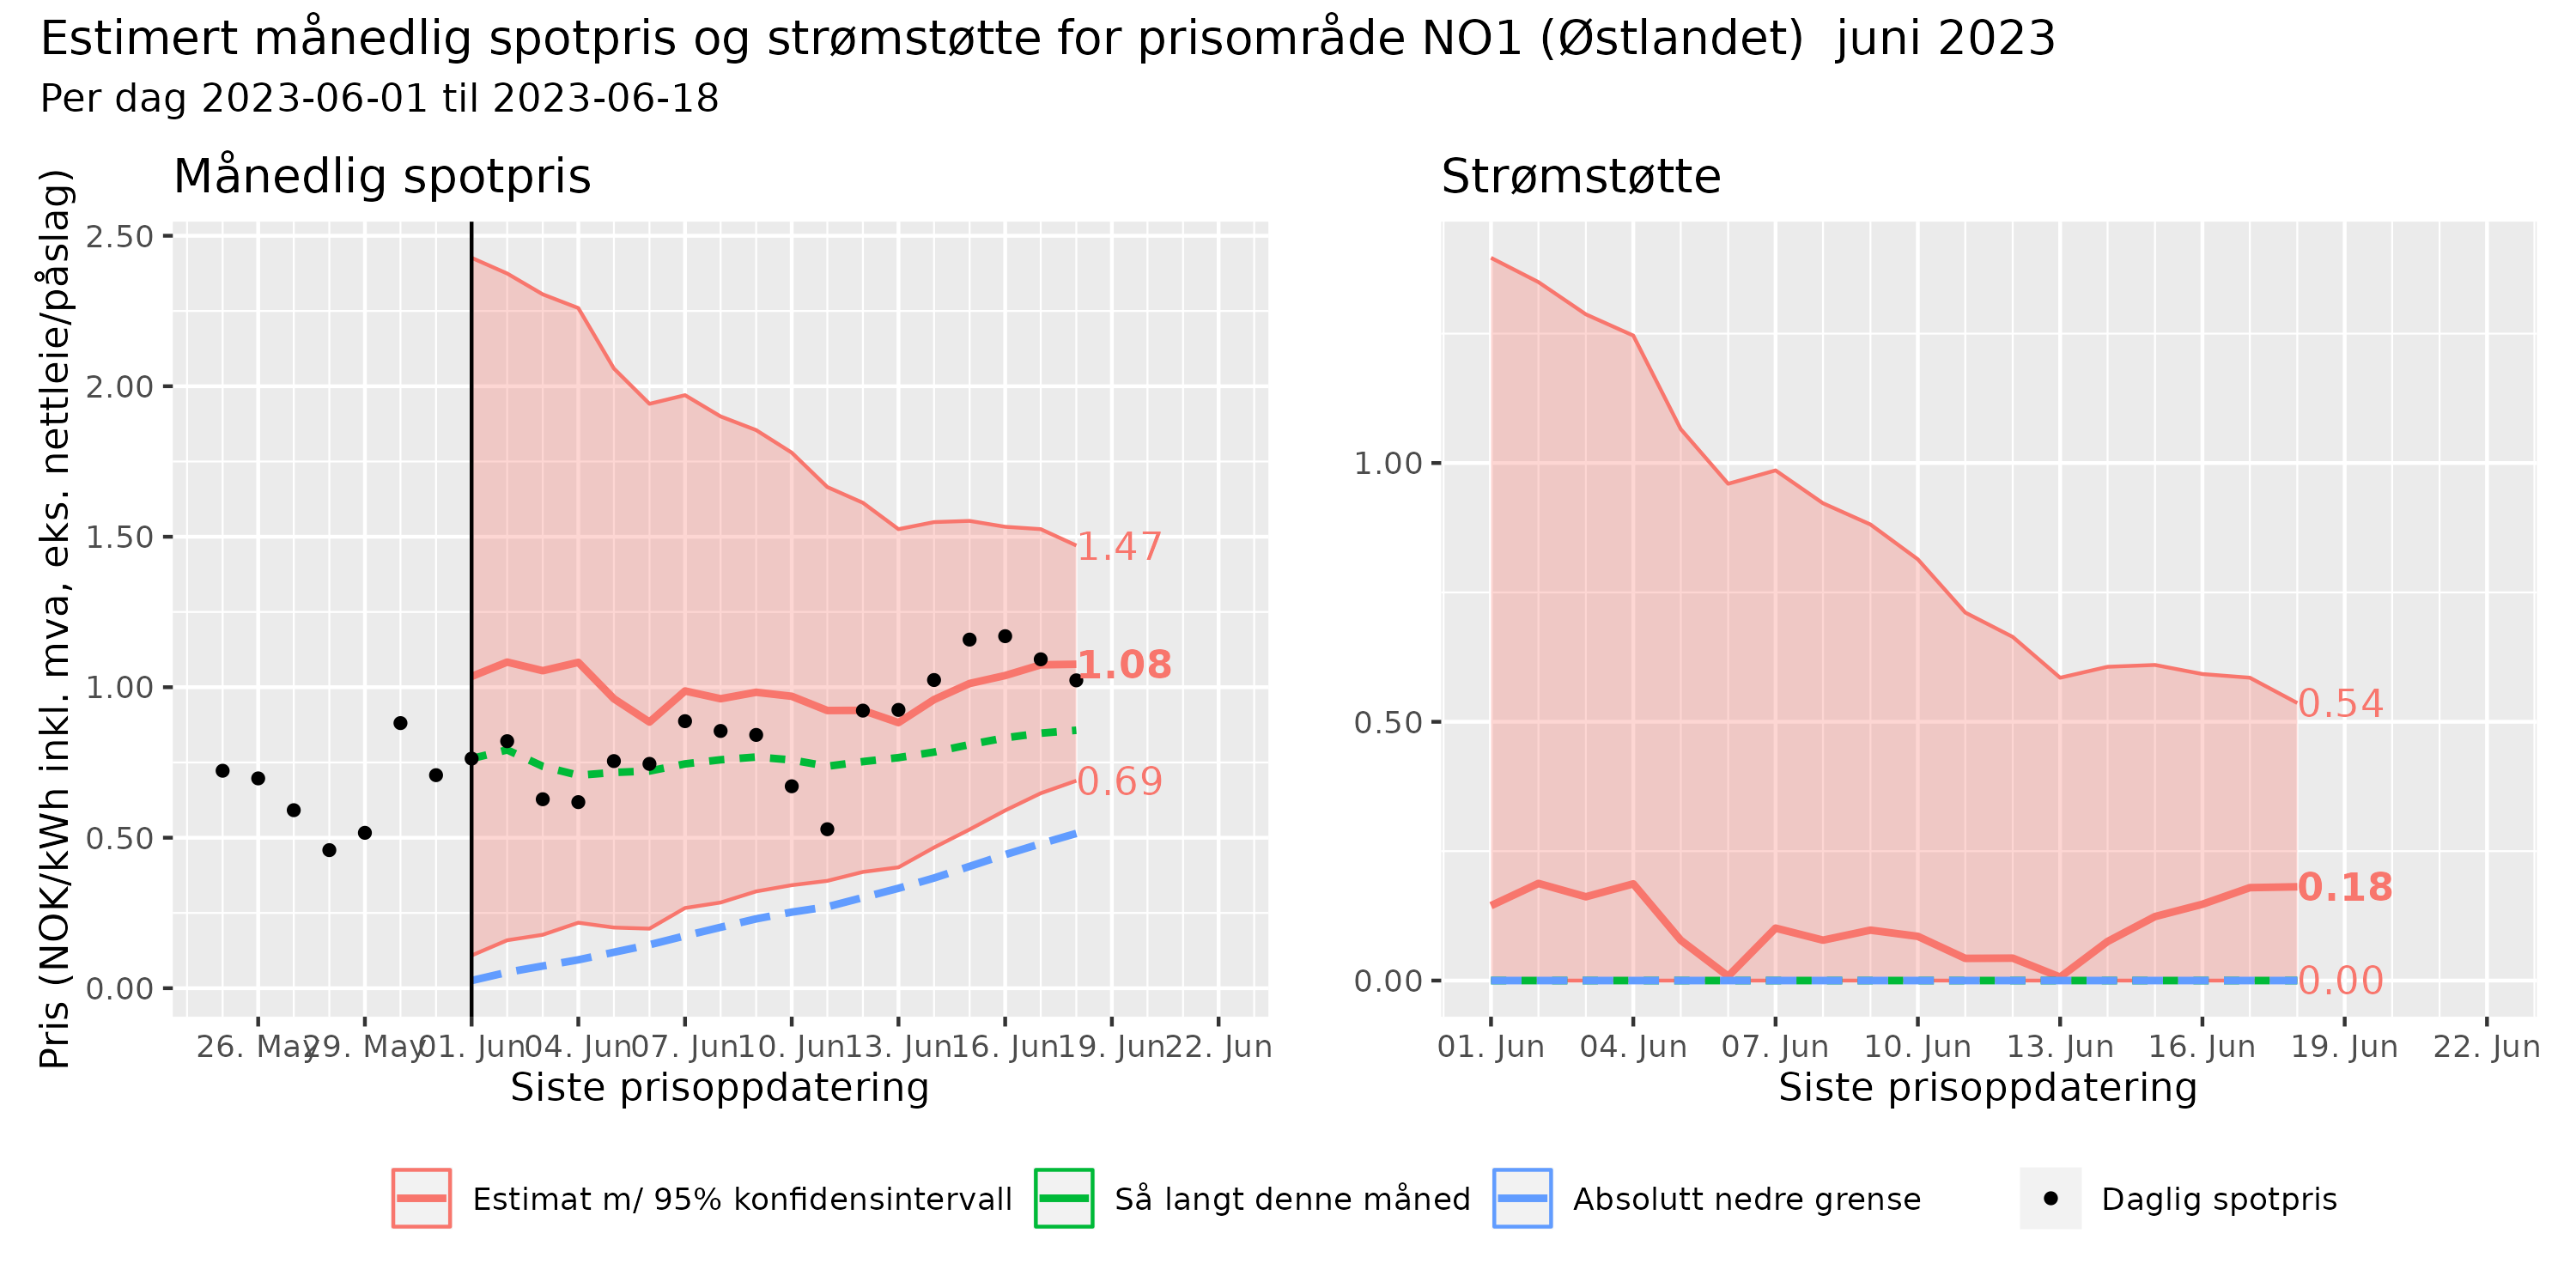 Estimert månedlig spotpris og strømstøtte for prisområde NO1 (Østlandet)  juni 2023
Per dag 2023-06-01 til 2023-06-18
Månedlig spotpris
Pris (NOK/kWh inkl. mva, eks. nettleie/påslag)
2.50
2.00
1.50
1.00
0.50
0.00
1.47
1.08
0.69
26. May 29. May 01. Jun 04. Jun 07. Jun 10. Jun 13. Jun 16. Jun 19. Jun 22. Jun
Siste prisoppdatering
Strømstøtte
1.00
0.50
0.00
0.54
0.18
0.00
01. Jun 04. Jun 07. Jun 10. Jun 13. Jun 16. Jun 19. Jun 22. Jun
Siste prisoppdatering
Estimat m/ 95% konfidensintervall Så langt denne måned Absolutt nedre grense Daglig spotpris